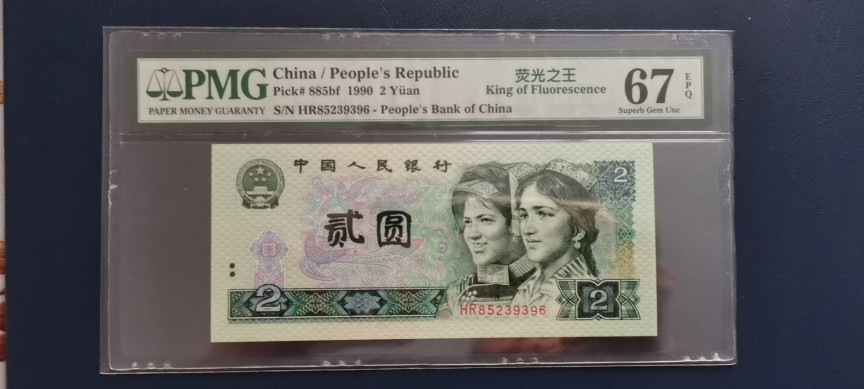 PMG
PAPER MONEY GUARANTY
China / People's Republic
Pick# 885bf 1990 2 Yüan
S/N HR85239396 - People's Bank of China
荧光之王
King of Fluorescence
67
EPQ
Superb Gem Unc
中国人民银行
2
贰圆
2
HR85239396
2